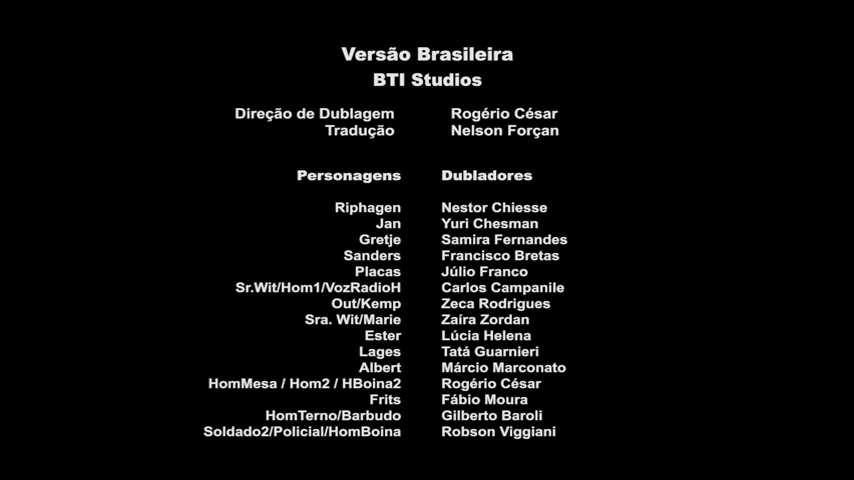 Versão Brasileira
BTI Studios
Direção de Dublagem Rogério César
Tradução Nelson Forçan
Personagens Dubladores
Riphagen Nestor Chiesse
Jan Yuri Chesman
Gretje Samira Fernandes
Sanders Francisco Bretas
Placas Júlio Franco
Sr.Wit/Hom1/VozRadioH Carlos Campanile
Out/Kemp Zeca Rodrigues
Sra. Wit/Marie Zaíra Zordan
Ester Lúcia Helena
Lages Tatá Guarnieri
Albert Márcio Marconato
HomMesa / Hom2 / HBoina2 Rogério César
Frits Fábio Moura
HomTerno/Barbudo Gilberto Baroli
Soldado2/Policial/HomBoina Robson Viggiani